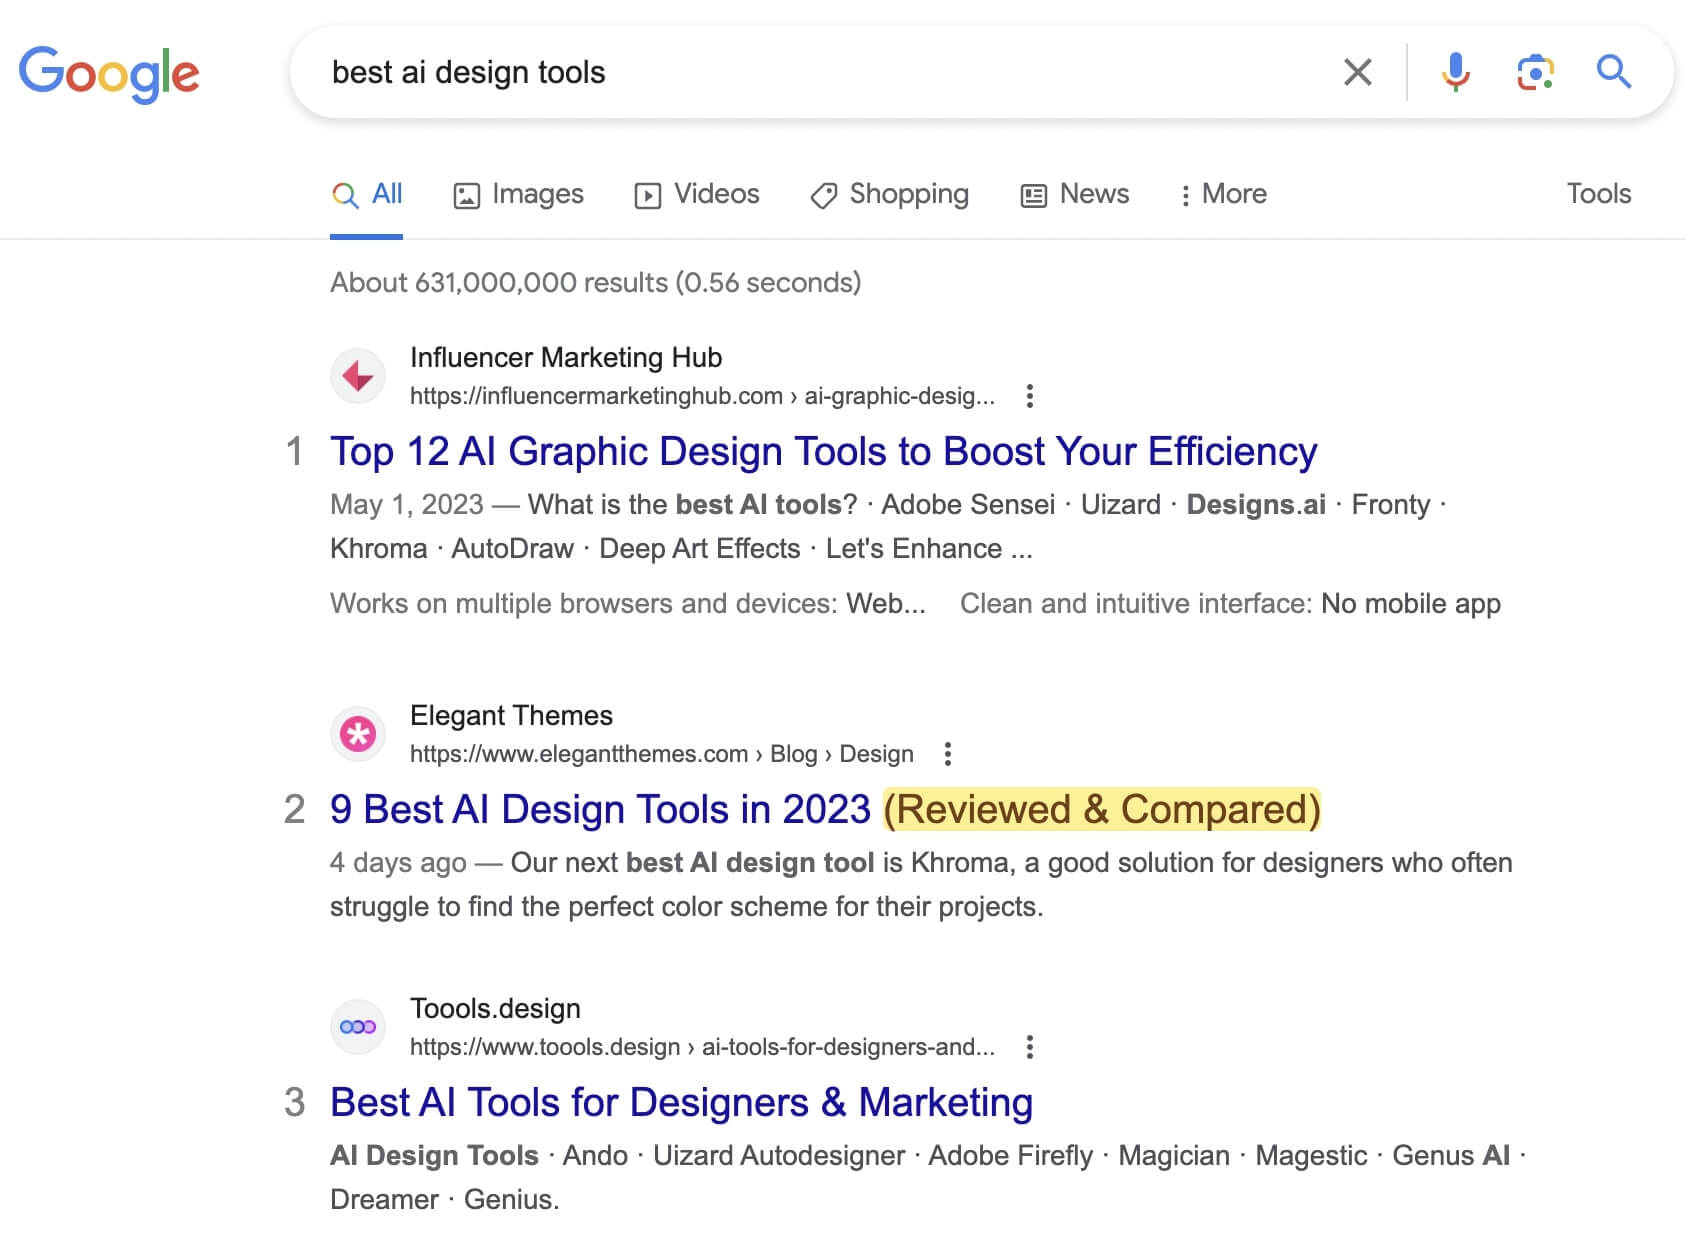 Google
best ai design tools
All Images Videos Shopping News More Tools
About 631,000,000 results (0.56 seconds)
Influencer Marketing Hub
https://influencermarketinghub.com › ai-graphic-desig...
1 Top 12 AI Graphic Design Tools to Boost Your Efficiency
May 1, 2023 — What is the best AI tools? · Adobe Sensei · Uizard · Designs.ai · Fronty ·
Khroma · AutoDraw · Deep Art Effects · Let's Enhance ...
Works on multiple browsers and devices: Web... Clean and intuitive interface: No mobile app
Elegant Themes
https://www.elegantthemes.com › Blog › Design
2 9 Best AI Design Tools in 2023 (Reviewed & Compared)
4 days ago — Our next best AI design tool is Khroma, a good solution for designers who often
struggle to find the perfect color scheme for their projects.
Toools.design
https://www.toools.design › ai-tools-for-designers-and...
3 Best AI Tools for Designers & Marketing
AI Design Tools · Ando · Uizard Autodesigner · Adobe Firefly · Magician · Magestic · Genus AI ·
Dreamer · Genius.